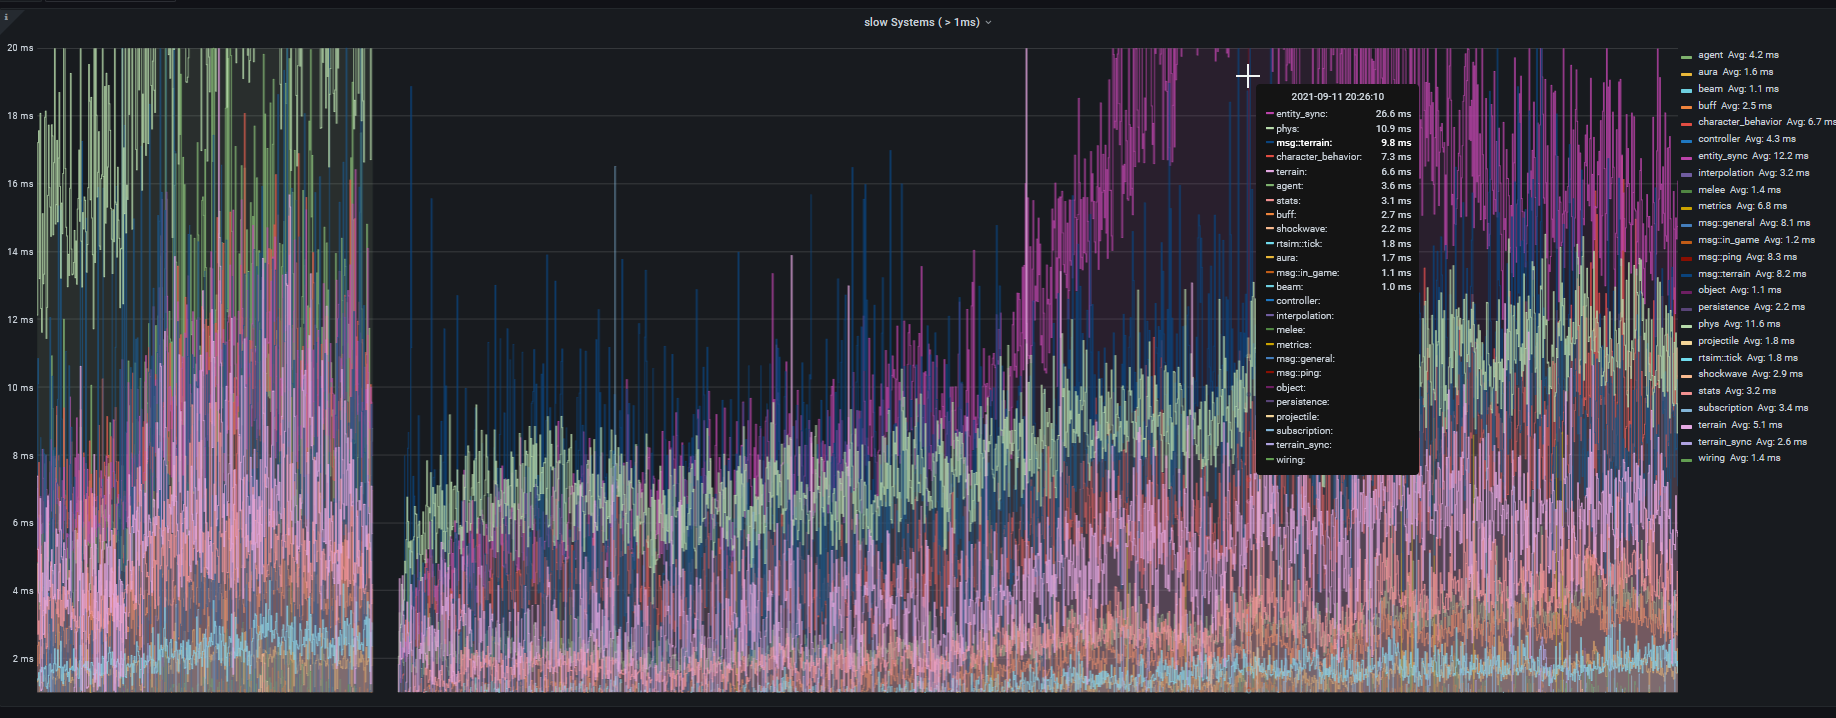 i
slow Systems ( > 1ms)
20 ms
18 ms
16 ms
14 ms
12 ms
10 ms
8 ms
6 ms
4 ms
2 ms
2021-09-11 20:26:10
entity_sync: 26.6 ms
phys: 10.9 ms
msg::terrain: 9.8 ms
character_behavior: 7.3 ms
terrain: 6.6 ms
agent: 3.6 ms
stats: 3.1 ms
buff: 2.7 ms
shockwave: 2.2 ms
rtsim::tick: 1.8 ms
aura: 1.7 ms
msg::in_game: 1.1 ms
beam: 1.0 ms
controller:
interpolation:
melee:
metrics:
msg::general:
msg::ping:
object:
persistence:
projectile:
subscription:
terrain_sync:
wiring:
agent Avg: 4.2 ms
aura Avg: 1.6 ms
beam Avg: 1.1 ms
buff Avg: 2.5 ms
character_behavior Avg: 6.7 ms
controller Avg: 4.3 ms
entity_sync Avg: 12.2 ms
interpolation Avg: 3.2 ms
melee Avg: 1.4 ms
metrics Avg: 6.8 ms
msg::general Avg: 8.1 ms
msg::in_game Avg: 1.2 ms
msg::ping Avg: 8.3 ms
msg::terrain Avg: 8.2 ms
object Avg: 1.1 ms
persistence Avg: 2.2 ms
phys Avg: 11.6 ms
projectile Avg: 1.8 ms
rtsim::tick Avg: 1.8 ms
shockwave Avg: 2.9 ms
stats Avg: 3.2 ms
subscription Avg: 3.4 ms
terrain Avg: 5.1 ms
terrain_sync Avg: 2.6 ms
wiring Avg: 1.4 ms